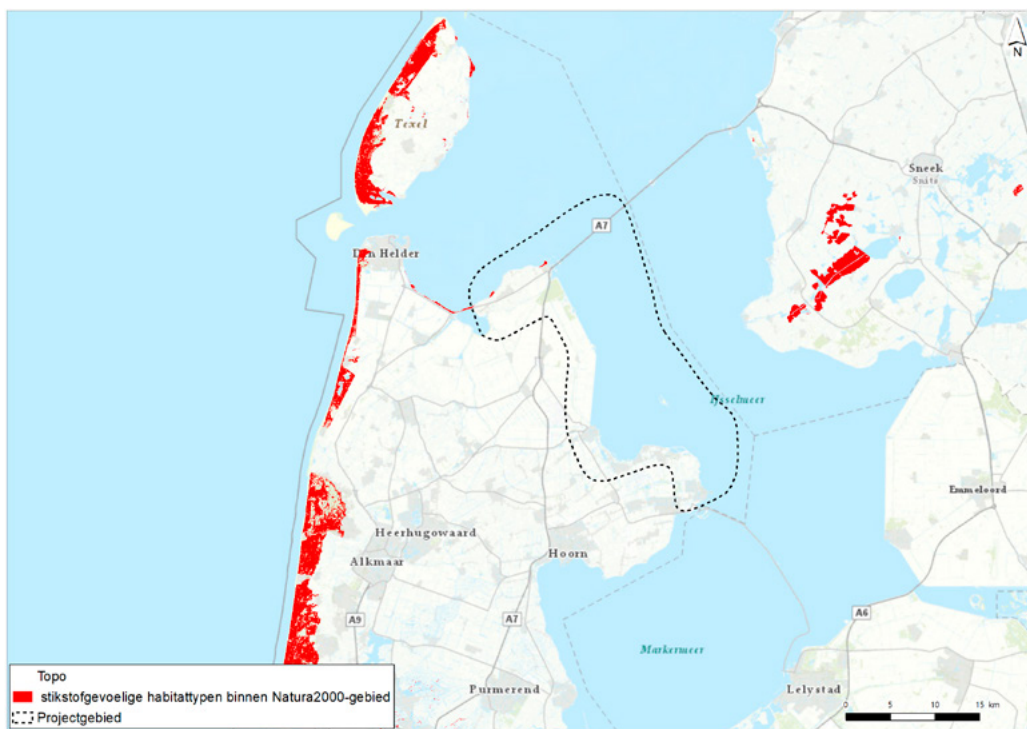 N
Texel
Sneek
Snits
A7
Den Helder
IJsselmeer
Emmeloord
Heerhugowaard
Hoorn
Alkmaar
A9
A7
A6
Markermeer
Topo
stikstofgevoelige habitattypen binnen Natura2000-gebied
Projectgebied
Purmerend
Lelystad
0 5 10 15 km